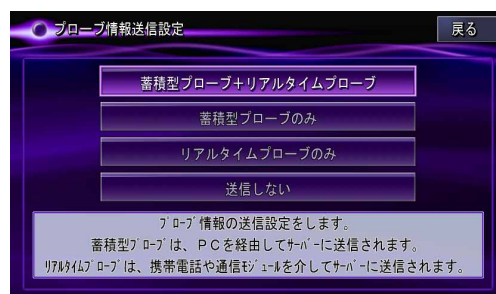 プローブ情報送信設定
戻る
蓄積型プローブ+リアルタイムプローブ
蓄積型プローブのみ
リアルタイムプローブのみ
送信しない
プローブ情報の送信設定をします。
蓄積型プローブは、PCを経由してサーバーに送信されます。
リアルタイムプローブは、携帯電話や通信モジュールを介してサーバーに送信されます。